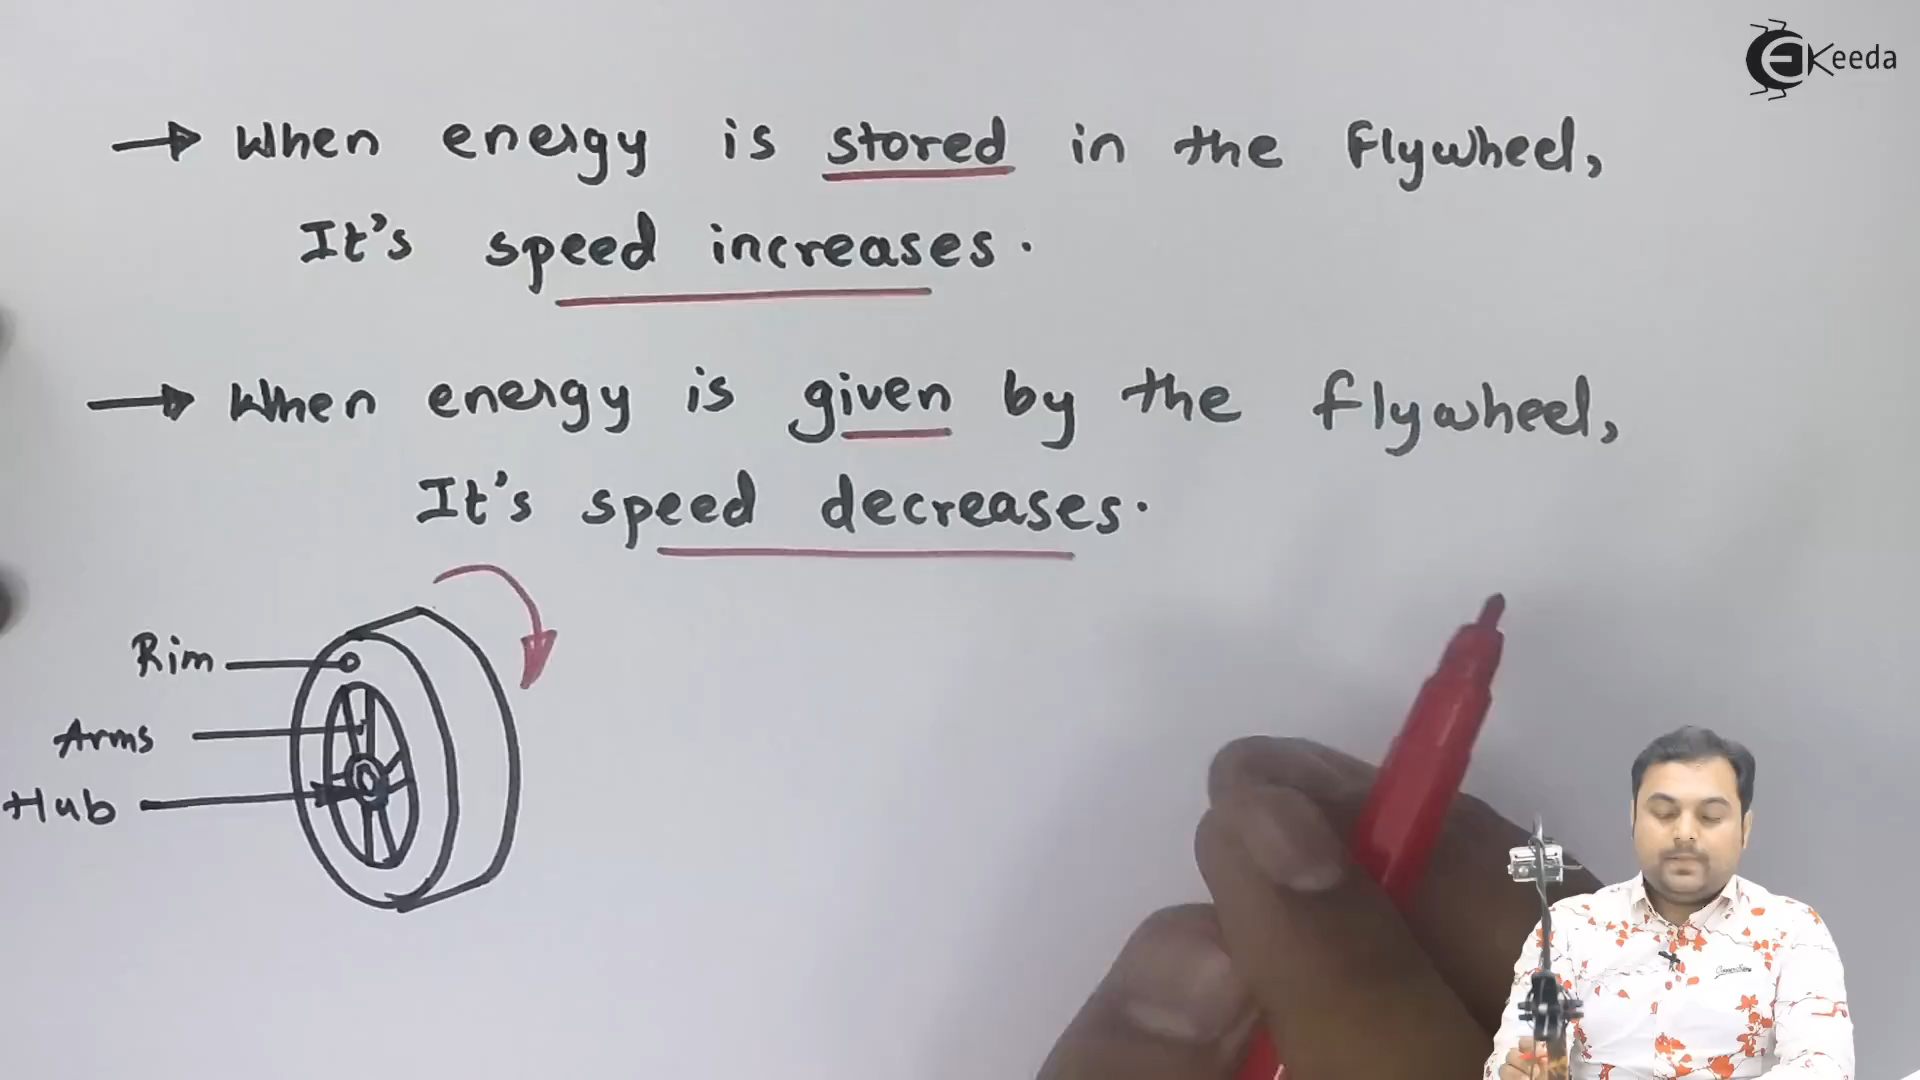 EKeeda
→ When energy is stored in the flywheel,
It's speed increases.
→ When energy is given by the flywheel,
It's speed decreases.
Rim
Arms
Hub